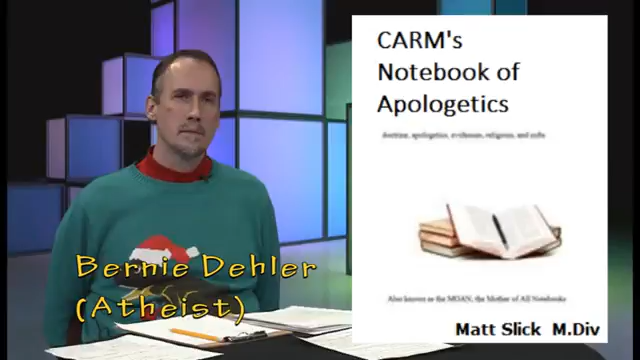 CARM's
Notebook of
Apologetics
doctrine, apologetics, evidences, religions, and cults
Bernie Dehler
(Atheist)
Also known as the MOAN, the Mother of All Notebooks
Matt Slick M.Div